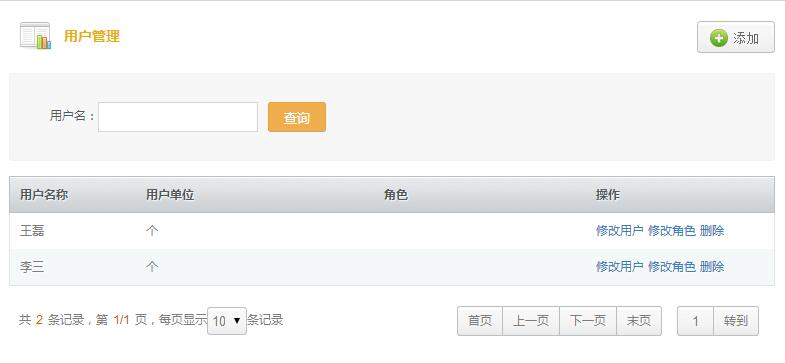 用户管理
添加
用户名：
查询
用户名称 用户单位 角色 操作
王磊 个 修改用户 修改角色 删除
李三 个 修改用户 修改角色 删除
共 2 条记录，第 1/1 页，每页显示 10 条记录 首页 上一页 下一页 末页 1 转到